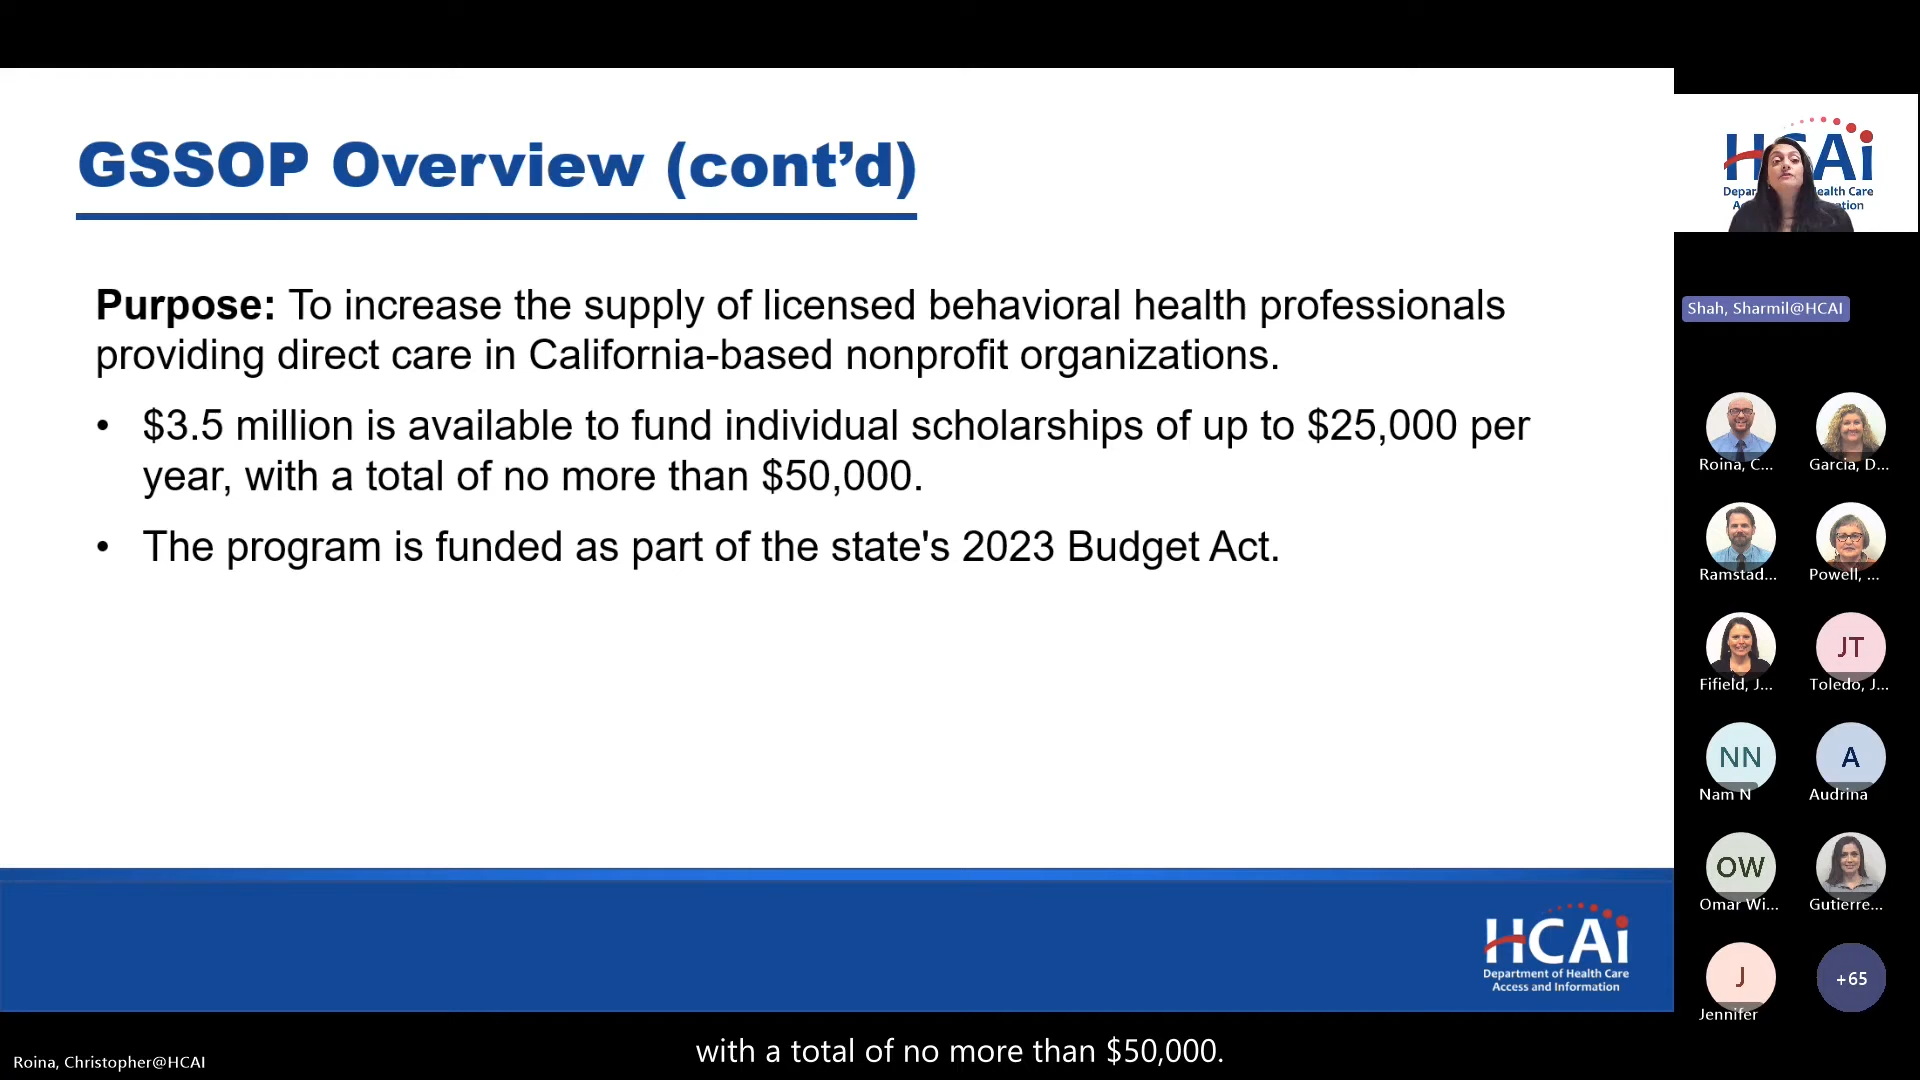 GSSOP Overview (cont’d)
Purpose: To increase the supply of licensed behavioral health professionals
providing direct care in California-based nonprofit organizations.
• $3.5 million is available to fund individual scholarships of up to $25,000 per
year, with a total of no more than $50,000.
• The program is funded as part of the state's 2023 Budget Act.
HCAi
Department of Health Care
Access and Information
HCAi
Shah, Sharmil@HCAI
Roina, C...
Garcia, D...
Ramstad...
Powell, ...
Fifield, J...
JT
Toledo, J...
NN
Nam N
A
Audrina
OW
Omar Wi...
Gutierre...
J
Jennifer
+65
with a total of no more than $50,000.
Roina, Christopher@HCAI